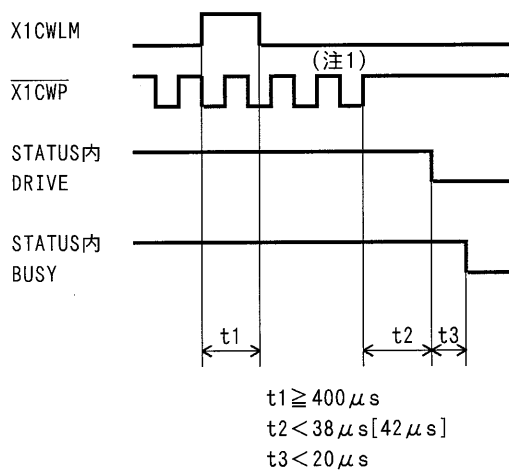 X1CWLM
(注1)
X1CWP
STATUS内
DRIVE
STATUS内
BUSY
t1
t2
t3
t1≧400μs
t2<38μs[42μs]
t3<20μs